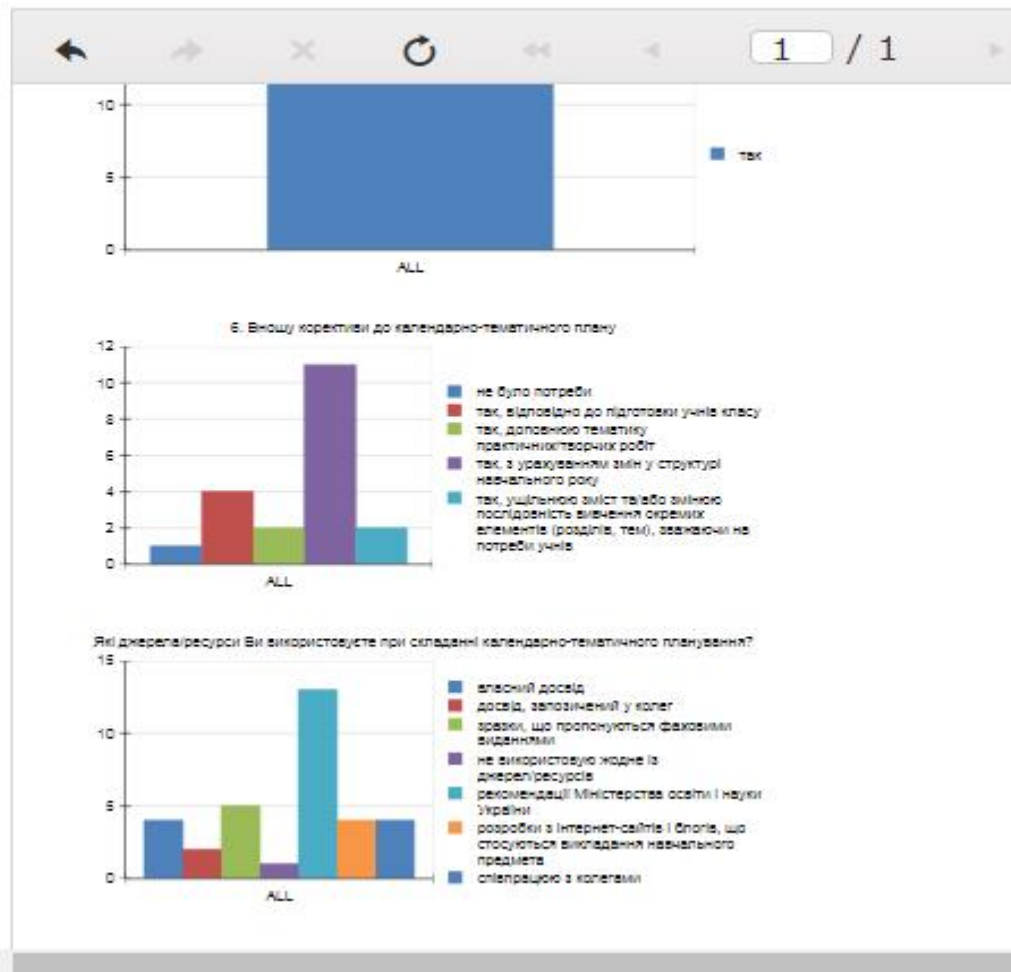 1 / 1
10
5
0
так
ALL
6. Вношу корективи до календарно-тематичного плану
12
10
8
6
4
2
0
не було потреби
так, відповідно до підготовки учнів класу
так, доповнюю тематику
практичних/творчих робіт
так, з урахуванням змін у структурі
навчального року
так, ущільнюю зміст та/або змінюю
послідовність вивчення окремих
елементів (розділів, тем), зважаючи на
потреби учнів
ALL
Які джерела/ресурси Ви використовуєте при складанні календарно-тематичного планування?
15
10
5
0
власний досвід
досвід, запозичений у колег
зразки, що пропонуються фаховими
виданнями
не використовую жодне із
джерел/ресурсів
рекомендації Міністерства освіти і науки
України
розробки з інтернет-сайтів і блогів, що
стосуються викладання навчального
предмета
співпрацюю з колегами
ALL